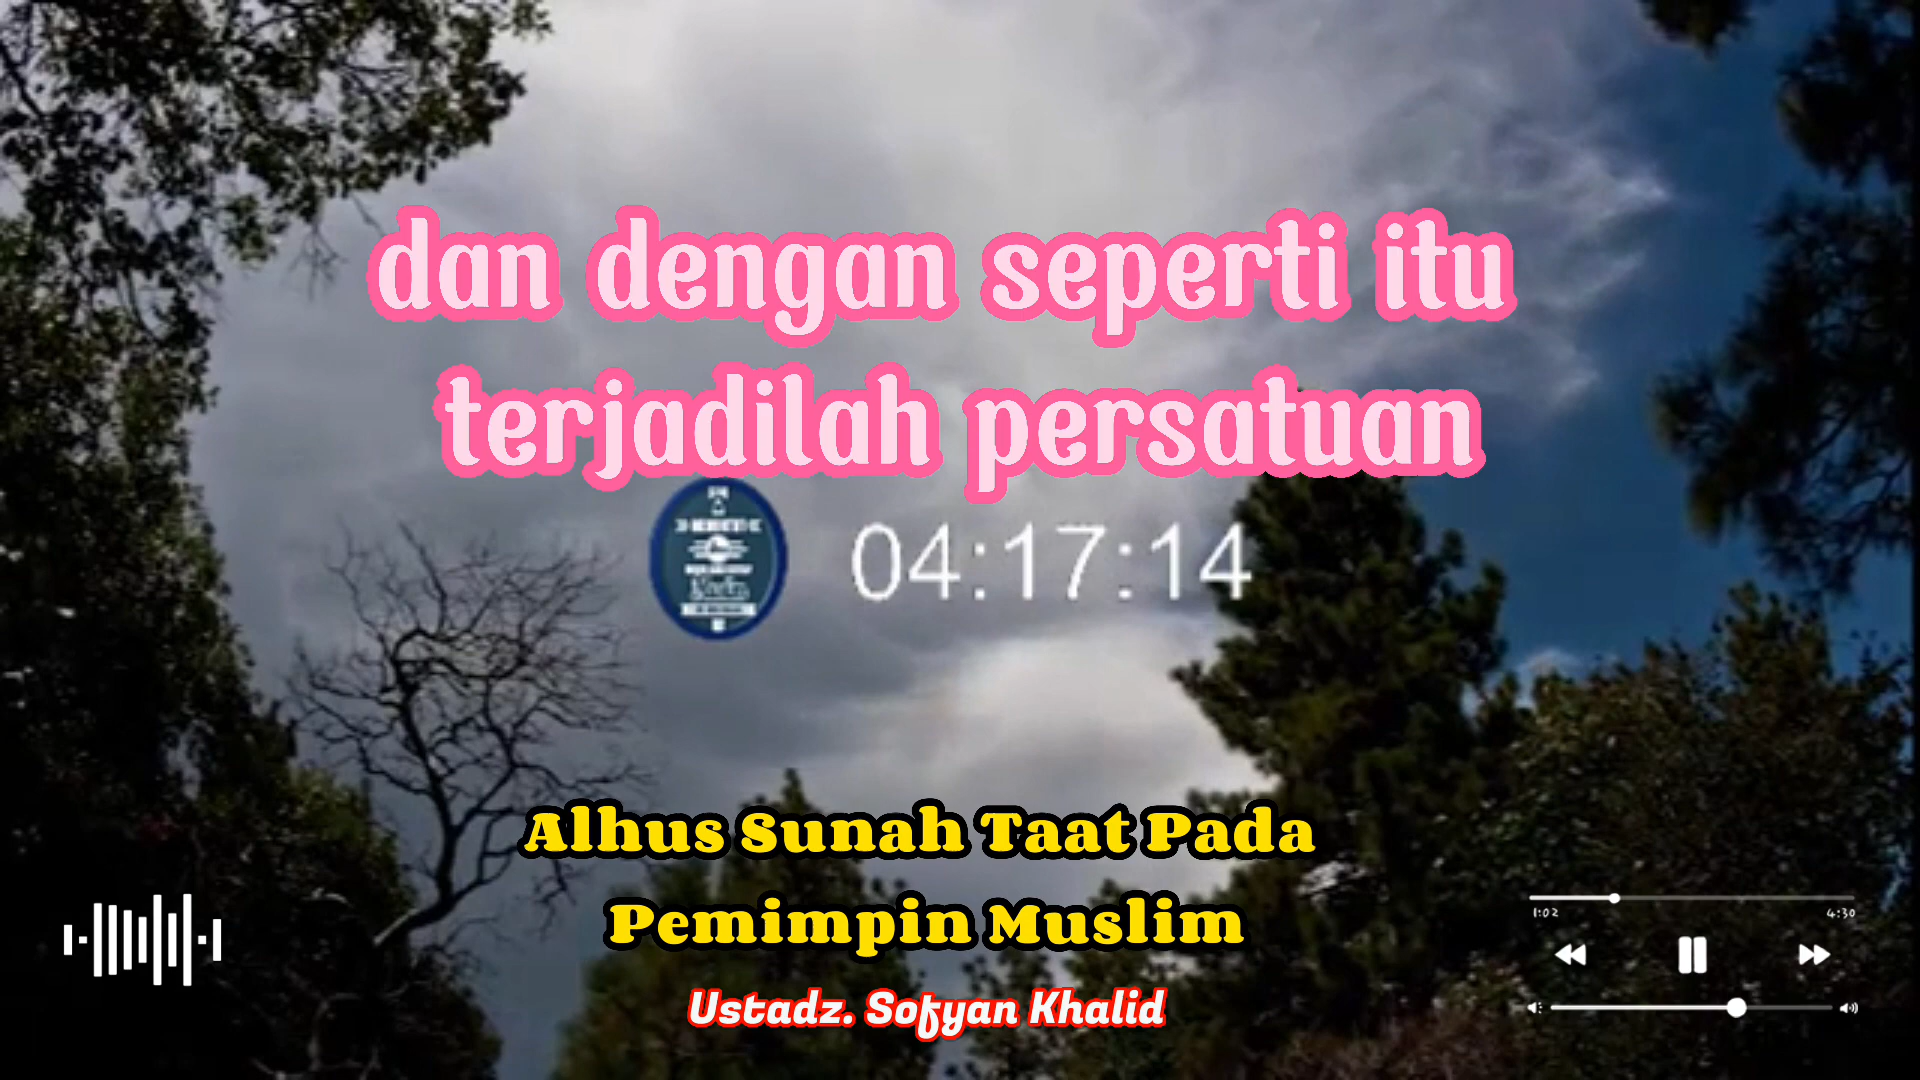 dan dengan seperti itu
terjadilah persatuan
04:17:14
Alhus Sunah Taat Pada
Pemimpin Muslim
Ustadz. Sofyan Khalid
1:02
4:30